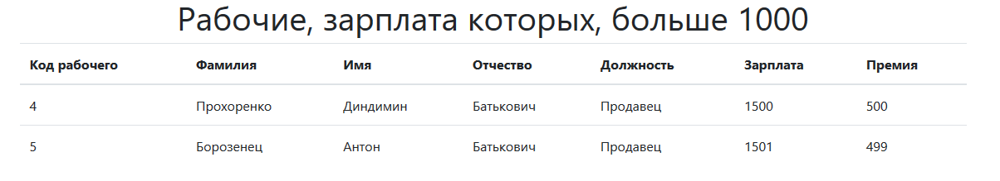 Рабочие, зарплата которых, больше 1000
Код рабочего Фамилия Имя Отчество Должность Зарплата Премия
4 Прохоренко Диндимин Батькович Продавец 1500 500
5 Борозенец Антон Батькович Продавец 1501 499